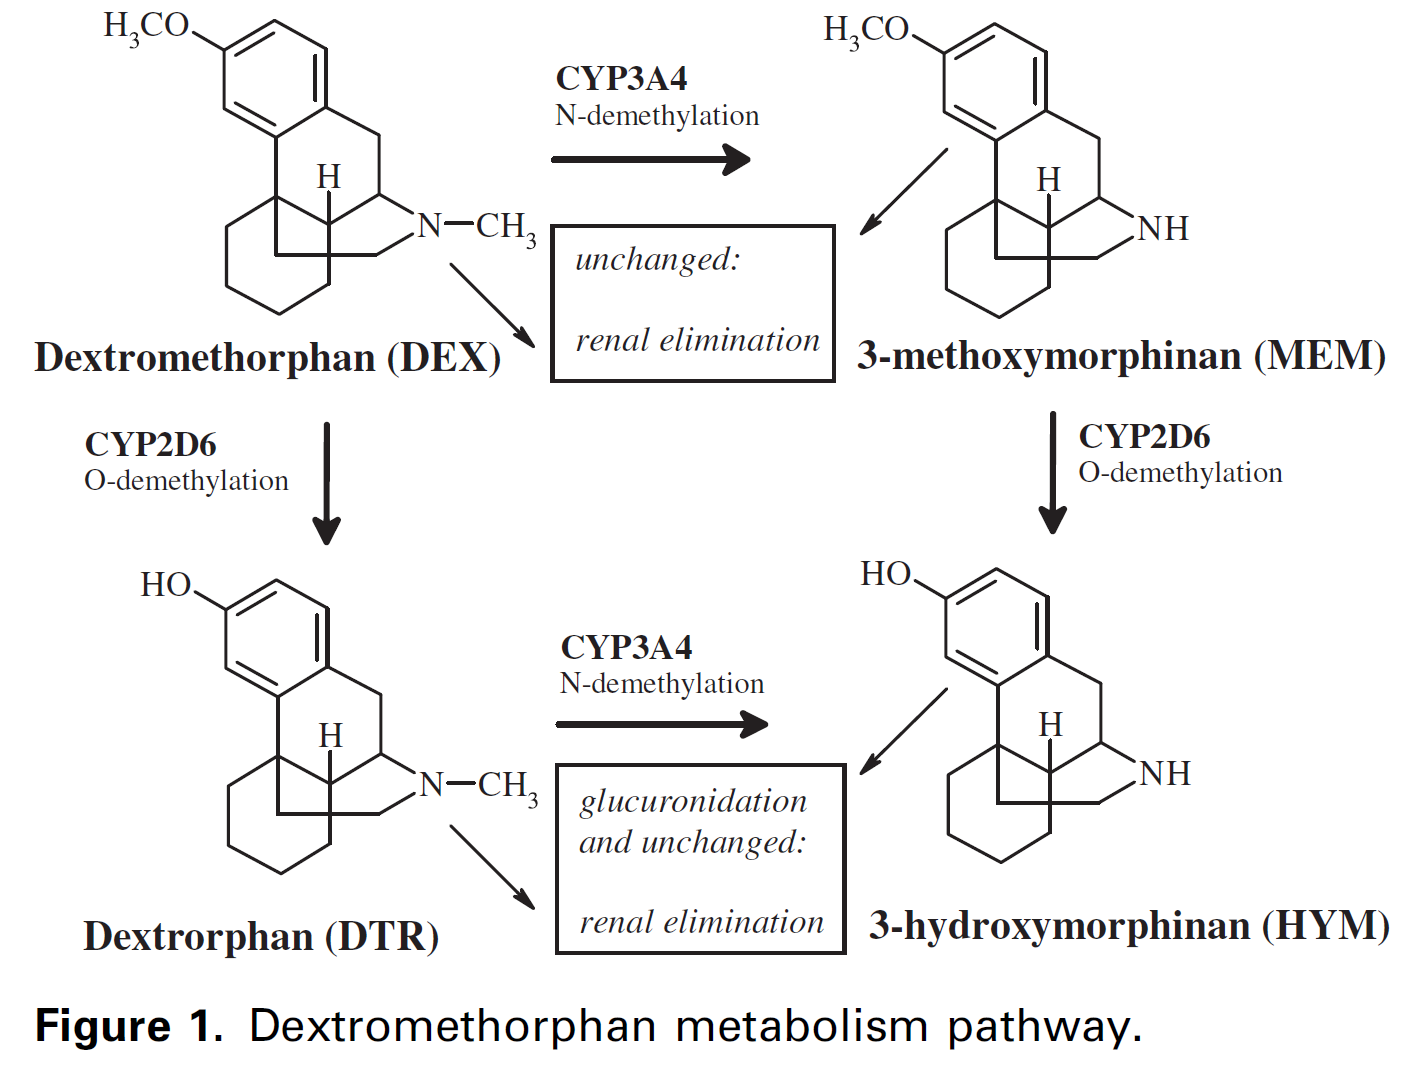 H3CO
CYP3A4
N-demethylation
H
N—CH3
Dextromethorphan (DEX)
unchanged:
renal elimination
H3CO
H
NH
3-methoxymorphinan (MEM)
CYP2D6
O-demethylation
CYP2D6
O-demethylation
HO
CYP3A4
N-demethylation
H
N—CH3
Dextrorphan (DTR)
glucuronidation
and unchanged:
renal elimination
HO
H
NH
3-hydroxymorphinan (HYM)
Figure 1. Dextromethorphan metabolism pathway.